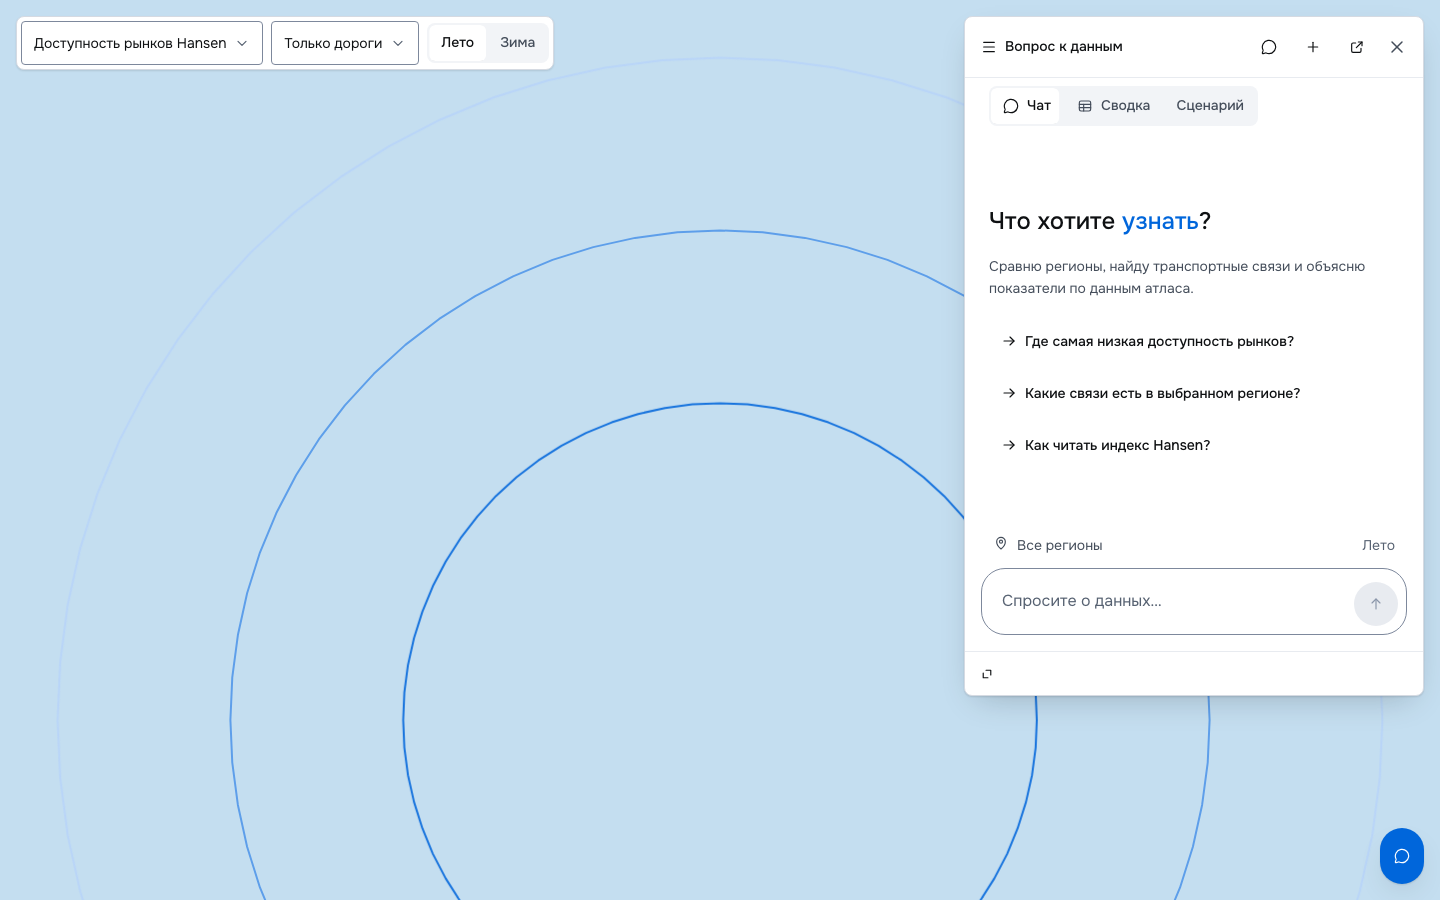 Доступность рынков Hansen
Только дороги
Лето
Зима
Вопрос к данным
Чат
Сводка
Сценарий
Что хотите узнать?
Сравню регионы, найду транспортные связи и объясню
показатели по данным атласа.
Где самая низкая доступность рынков?
Какие связи есть в выбранном регионе?
Как читать индекс Hansen?
Все регионы
Лето
Спросите о данных...